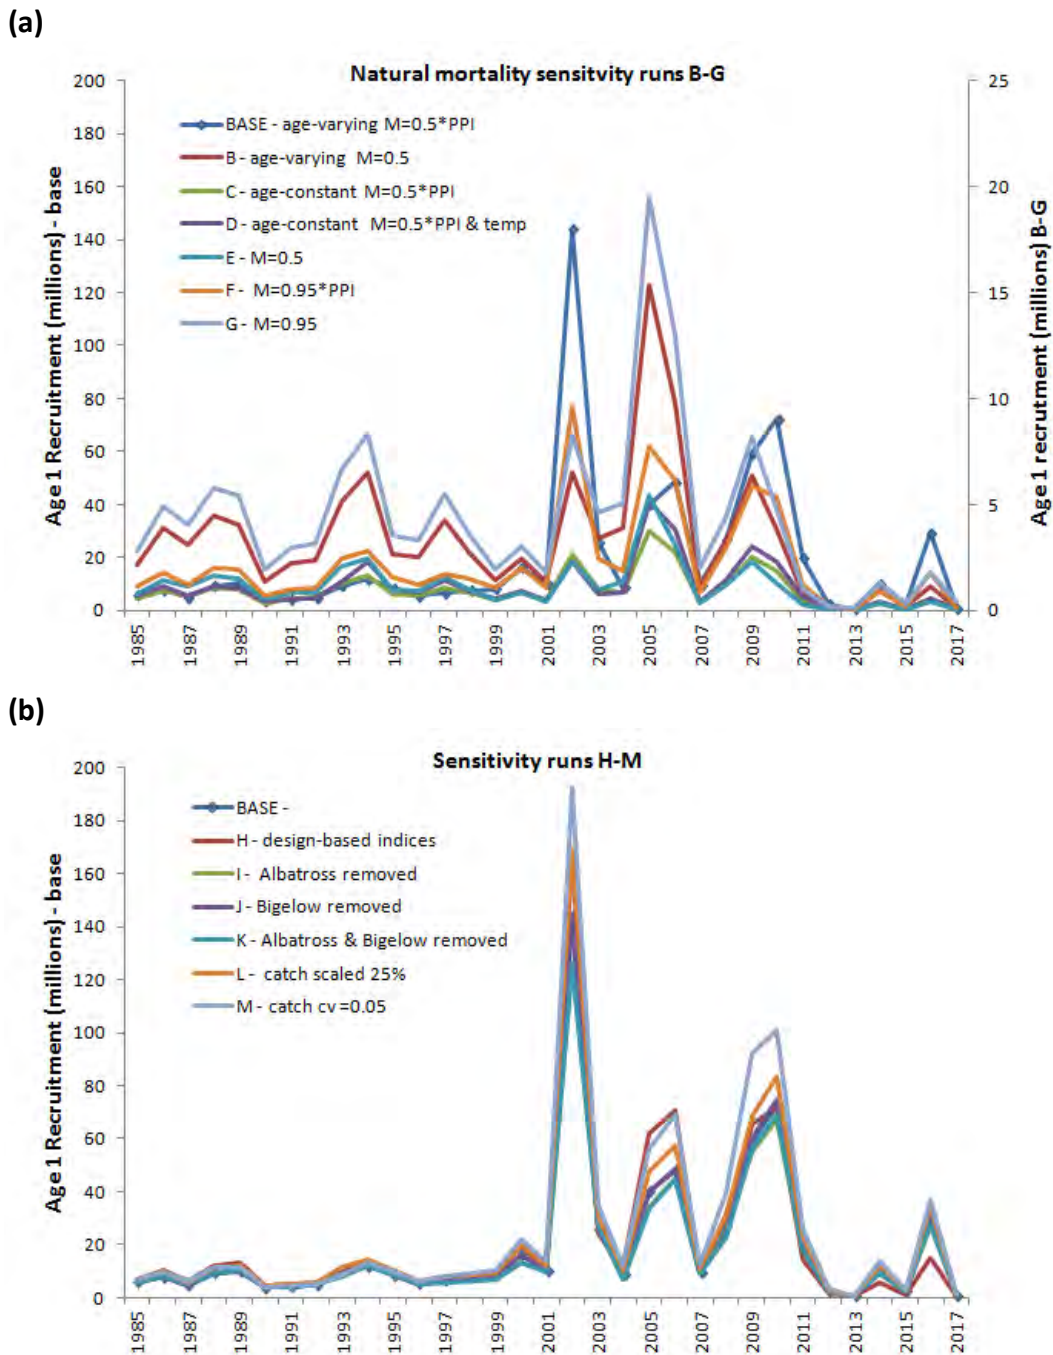 (a)
Natural mortality sensitvity runs B-G
200
180
160
140
120
100
80
60
40
20
0
Age 1 Recruitment (millions) - base
BASE - age-varying M=0.5*PPI
B - age-varying M=0.5
C - age-constant M=0.5*PPI
D - age-constant M=0.5*PPI & temp
E - M=0.5
F - M=0.95*PPI
G - M=0.95
25
20
15
10
5
0
Age 1 recrutment (millions) B-G
1985
1987
1989
1991
1993
1995
1997
1999
2001
2003
2005
2007
2009
2011
2013
2015
2017
(b)
Sensitivity runs H-M
200
180
160
140
120
100
80
60
40
20
0
Age 1 Recruitment (millions) - base
BASE -
H - design-based indices
I - Albatross removed
J - Bigelow removed
K - Albatross & Bigelow removed
L - catch scaled 25%
M - catch cv =0.05
1985
1987
1989
1991
1993
1995
1997
1999
2001
2003
2005
2007
2009
2011
2013
2015
2017